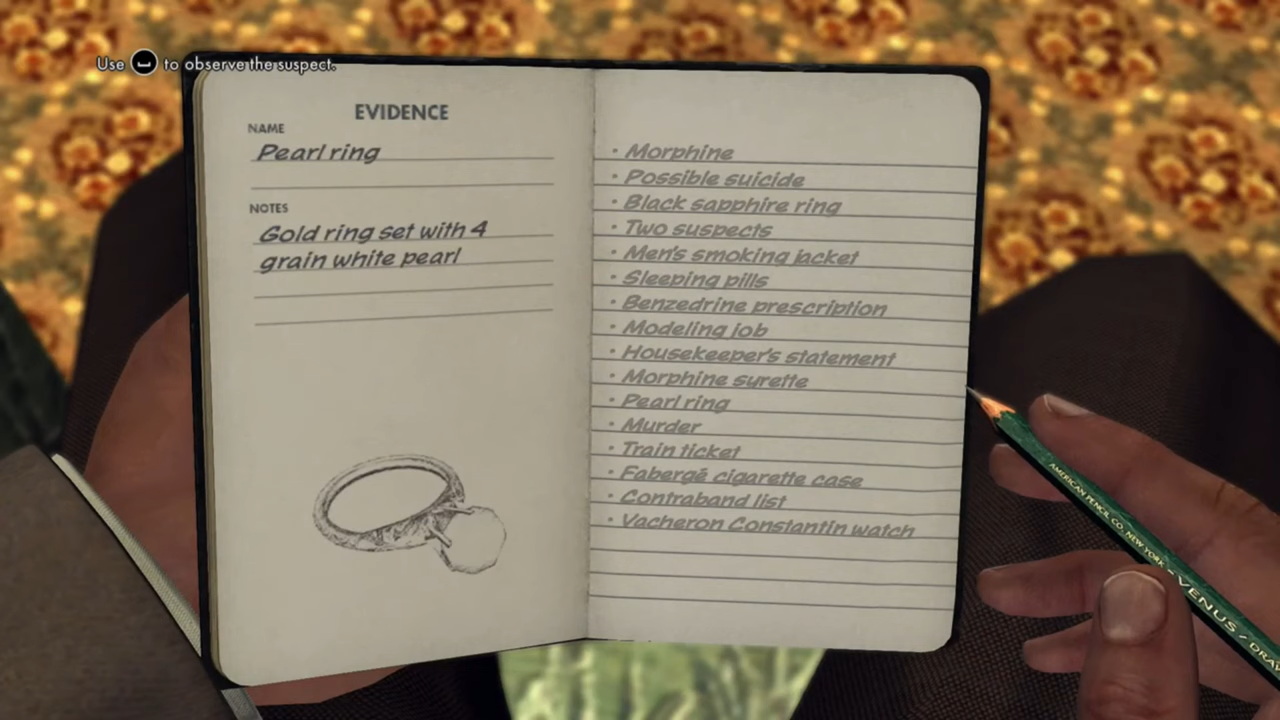 Use to observe the suspect.
EVIDENCE
NAME
Pearl ring
NOTES
Gold ring set with 4
grain white pearl
• Morphine
• Possible suicide
• Black sapphire ring
• Two suspects
• Men's smoking jacket
• Sleeping pills
• Benzedrine prescription
• Modeling job
• Housekeeper's statement
• Morphine surette
• Pearl ring
• Murder
• Train ticket
• Fabergé cigarette case
• Contraband list
• Vacheron Constantin watch
AMERICAN PENCIL CO. NEW YORK - VENUS / DRAW